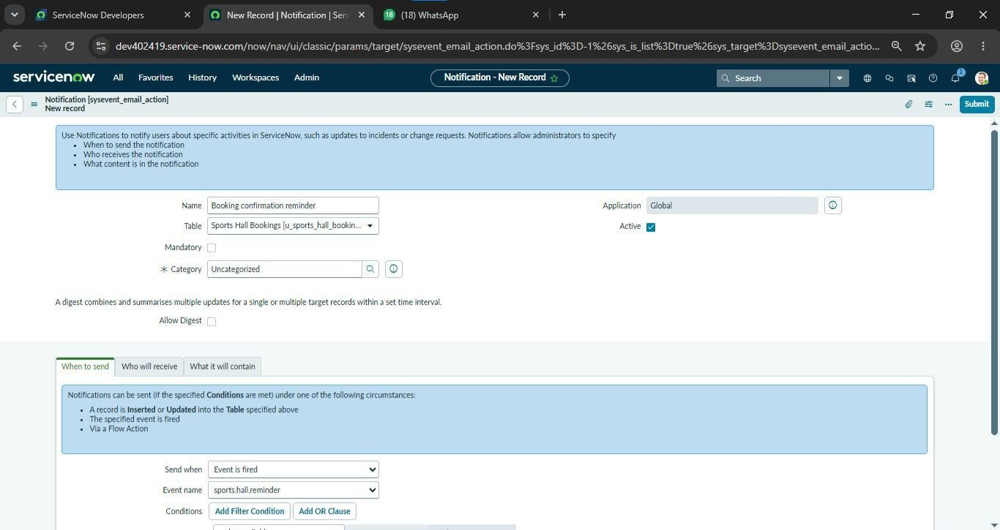 ServiceNow Developers
New Record | Notification | Serv
18 (18) WhatsApp
dev402419.service-now.com/now/nav/ui/classic/params/target/sysevent_email_action.do%3Fsys_id%3D-1%26sys_is_list%3Dtrue%26sys_target%3Dsysevent_email_actio...
servicenow All Favorites History Workspaces Admin Notification - New Record Search 1
Notification [sysevent_email_action]
New record
Submit
Use Notifications to notify users about specific activities in ServiceNow, such as updates to incidents or change requests. Notifications allow administrators to specify
• When to send the notification
• Who receives the notification
• What content is in the notification
Name Booking confirmation reminder Application Global
Table Sports Hall Bookings [u_sports_hall_bookin... Active
Mandatory
Category Uncategorized
A digest combines and summarises multiple updates for a single or multiple target records within a set time interval.
Allow Digest
When to send Who will receive What it will contain
Notifications can be sent (if the specified Conditions are met) under one of the following circumstances:
• A record is Inserted or Updated into the Table specified above
• The specified event is fired
• Via a Flow Action
Send when Event is fired
Event name sports.hall.reminder
Conditions Add Filter Condition Add OR Clause